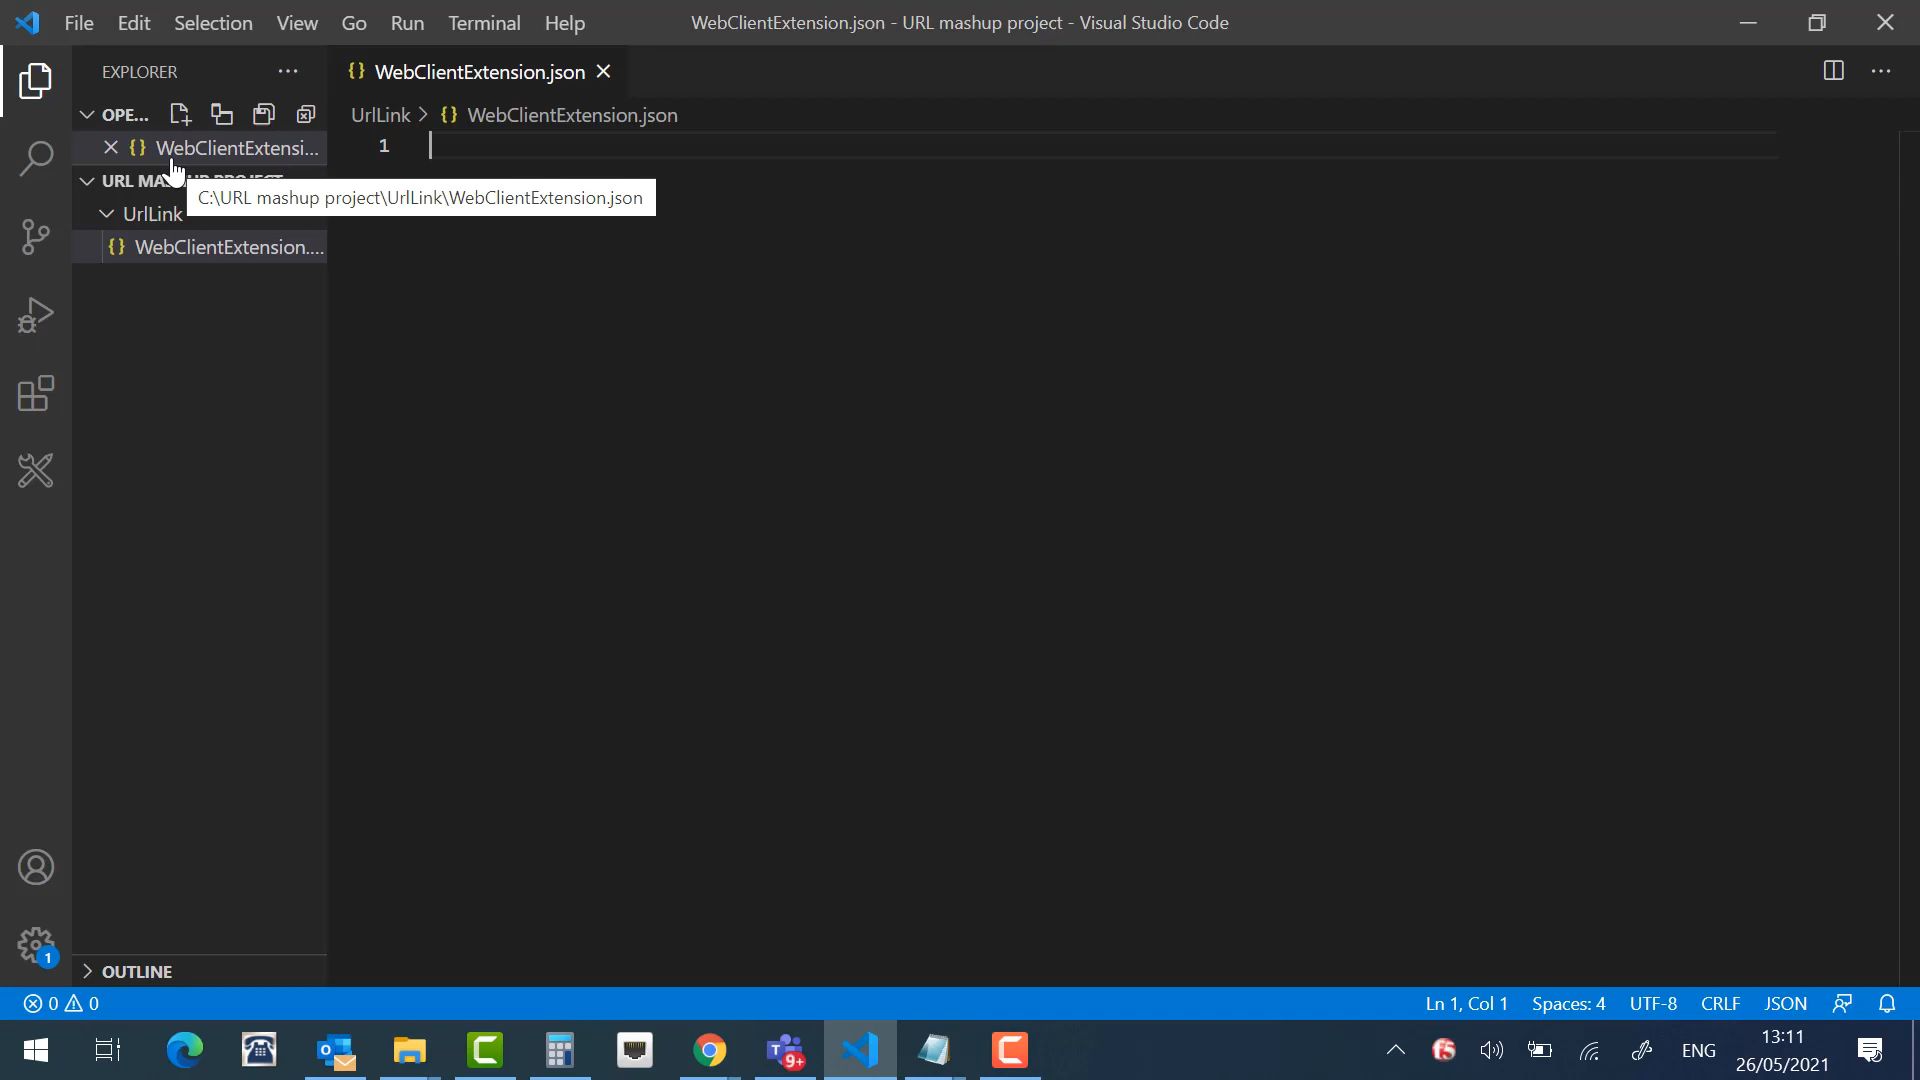 File Edit Selection View Go Run Terminal Help WebClientExtension.json - URL mashup project - Visual Studio Code
EXPLORER
{} WebClientExtension.json
OPE...
UrlLink > {} WebClientExtension.json
{} WebClientExtensi...
1
C:\URL mashup project\UrlLink\WebClientExtension.json
UrlLink
{} WebClientExtension....
1
OUTLINE
0 0 Ln 1, Col 1 Spaces: 4 UTF-8 CRLF JSON
9+
ENG
13:11
26/05/2021